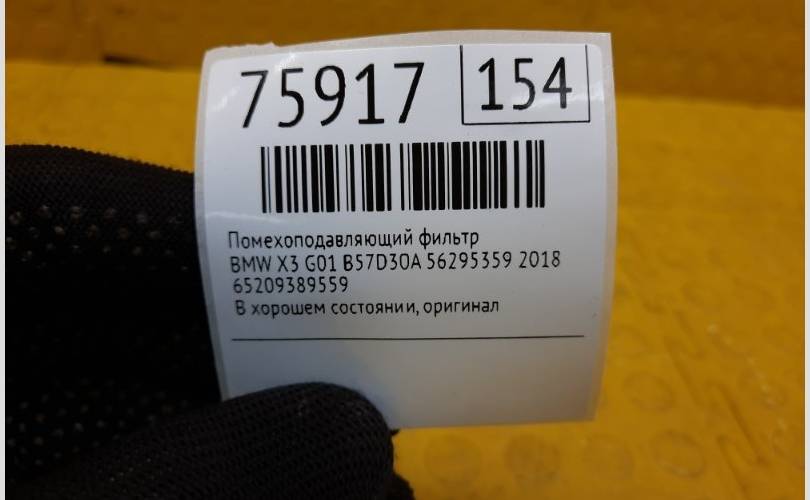 75917 154
Помехоподавляющий фильтр
BMW X3 G01 B57D30A 56295359 2018
65209389559
В хорошем состоянии, оригинал